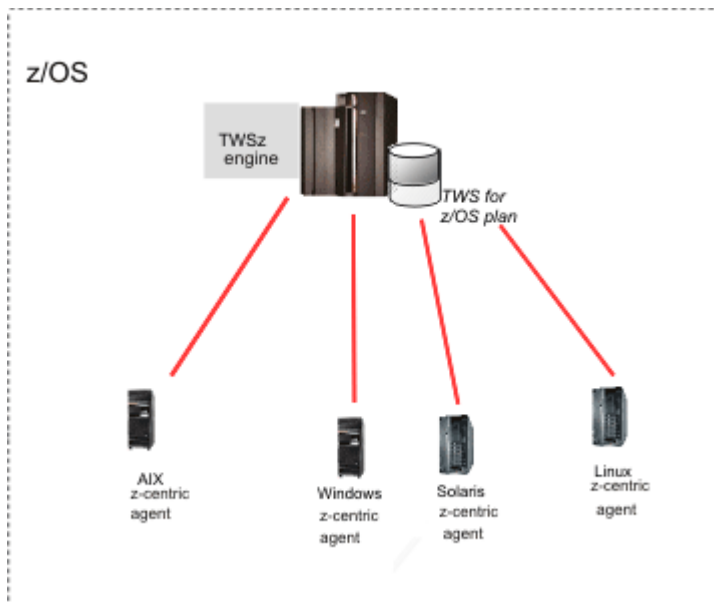 z/OS
TWSz
engine
TWS for
z/OS plan
AIX
z-centric
agent
Windows
z-centric
agent
Solaris
z-centric
agent
Linux
z-centric
agent